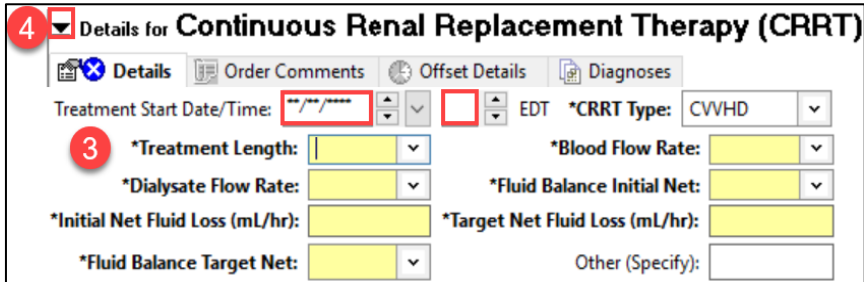 4 Details for Continuous Renal Replacement Therapy (CRRT)
Details Order Comments Offset Details Diagnoses
Treatment Start Date/Time: **/**/**** EDT *CRRT Type: CVVHD
3 *Treatment Length: *Blood Flow Rate:
*Dialysate Flow Rate: *Fluid Balance Initial Net:
*Initial Net Fluid Loss (mL/hr): *Target Net Fluid Loss (mL/hr):
*Fluid Balance Target Net: Other (Specify):